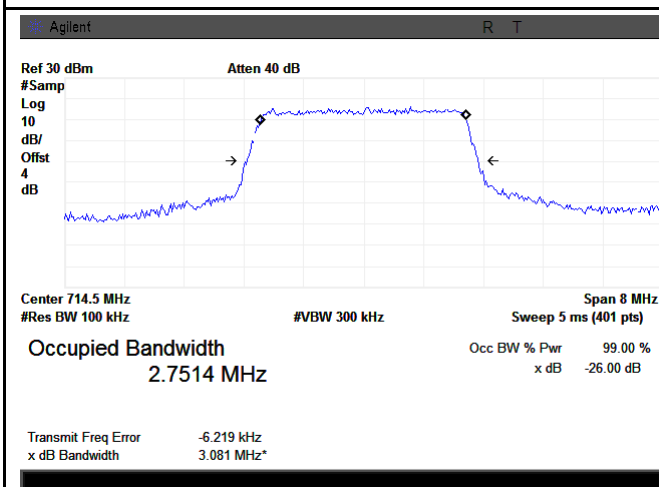 Agilent R T
Ref 30 dBm Atten 40 dB
#Samp
Log
10
dB/
Offst
4
dB
Center 714.5 MHz Span 8 MHz
#Res BW 100 kHz #VBW 300 kHz Sweep 5 ms (401 pts)
Occupied Bandwidth Occ BW % Pwr 99.00 %
2.7514 MHz x dB -26.00 dB
Transmit Freq Error -6.219 kHz
x dB Bandwidth 3.081 MHz*